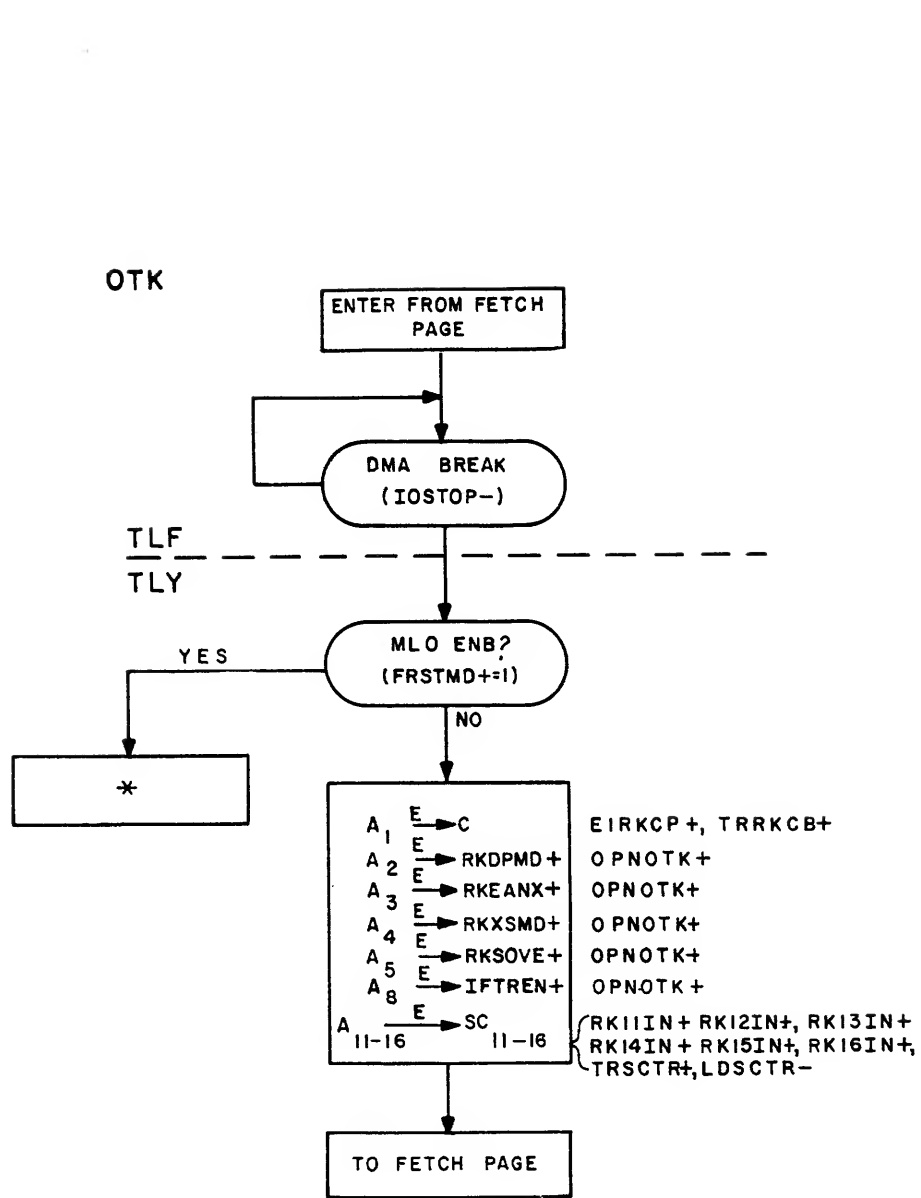 OTK
ENTER FROM FETCH
PAGE
DMA BREAK
(IOSTOP-)
TLF
TLY
MLO ENB?
(FRSTMD+=1)
YES
NO
*
A1 E C EIRKCP+, TRRKCB+
A2 E RKDPMD+ OPNOTK+
A3 E RKEANX+ OPNOTK+
A4 E RKXSMD+ OPNOTK+
A5 E RKSOVE+ OPNOTK+
A8 E IFTREN+ OPNOTK+
A11-16 E SC11-16 RK11IN+ RK12IN+, RK13IN+
RK14IN+ RK15IN+, RK16IN+,
TRSCTR+, LDSCTR-
TO FETCH PAGE